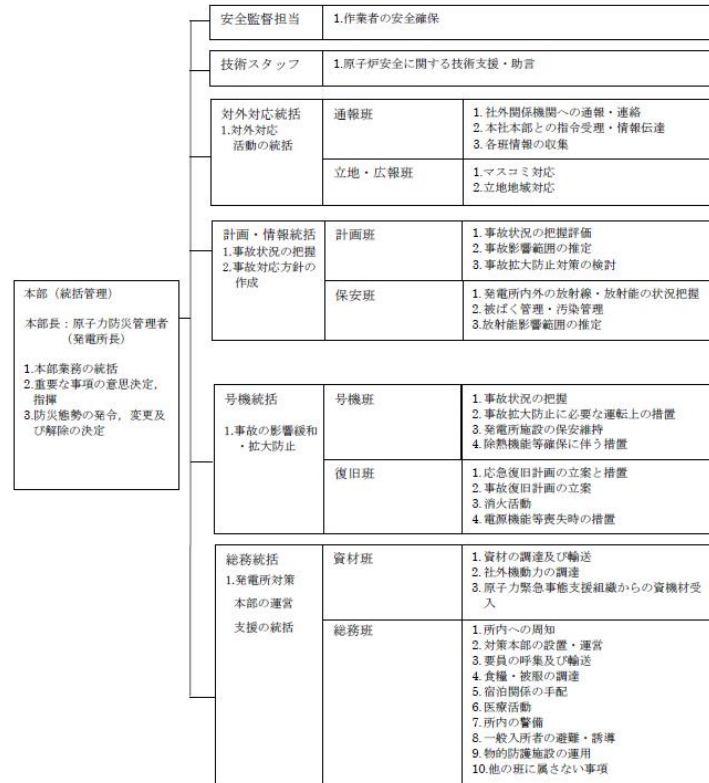 本部（統括管理）
本部長：原子力防災管理者
（発電所長）
1.本部業務の統括
2.重要な事項の意思決定，
指揮
3.防災態勢の発令，変更及
び解除の決定
安全監督担当
1.作業者の安全確保
技術スタッフ
1.原子炉安全に関する技術支援・助言
対外対応統括
1.対外対応
活動の統括
通報班
1.社外関係機関への通報・連絡
2.本社本部との指令受理・情報伝達
3.各班情報の収集
立地・広報班
1.マスコミ対応
2.立地地域対応
計画・情報統括
1.事故状況の把握
2.事故対応方針の
作成
計画班
1.事故状況の把握評価
2.事故影響範囲の推定
3.事故拡大防止対策の検討
保安班
1.発電所内外の放射線・放射能の状況把握
2.被ばく管理・汚染管理
3.放射能影響範囲の推定
号機統括
1.事故の影響緩和
・拡大防止
号機班
1.事故状況の把握
2.事故拡大防止に必要な運転上の措置
3.発電所施設の保安維持
4.除熱機能等確保に伴う措置
復旧班
1.応急復旧計画の立案と措置
2.事故復旧計画の立案
3.消火活動
4.電源機能等喪失時の措置
総務統括
1.発電所対策
本部の運営
支援の統括
資材班
1.資材の調達及び輸送
2.社外機動力の調達
3.原子力緊急事態支援組織からの資機材受
入
総務班
1.所内への周知
2.対策本部の設置・運営
3.要員の呼集及び輸送
4.食糧・被服の調達
5.宿泊関係の手配
6.医療活動
7.所内の警備
8.一般入所者の避難・誘導
9.物的防護施設の運用
10.他の班に属さない事項